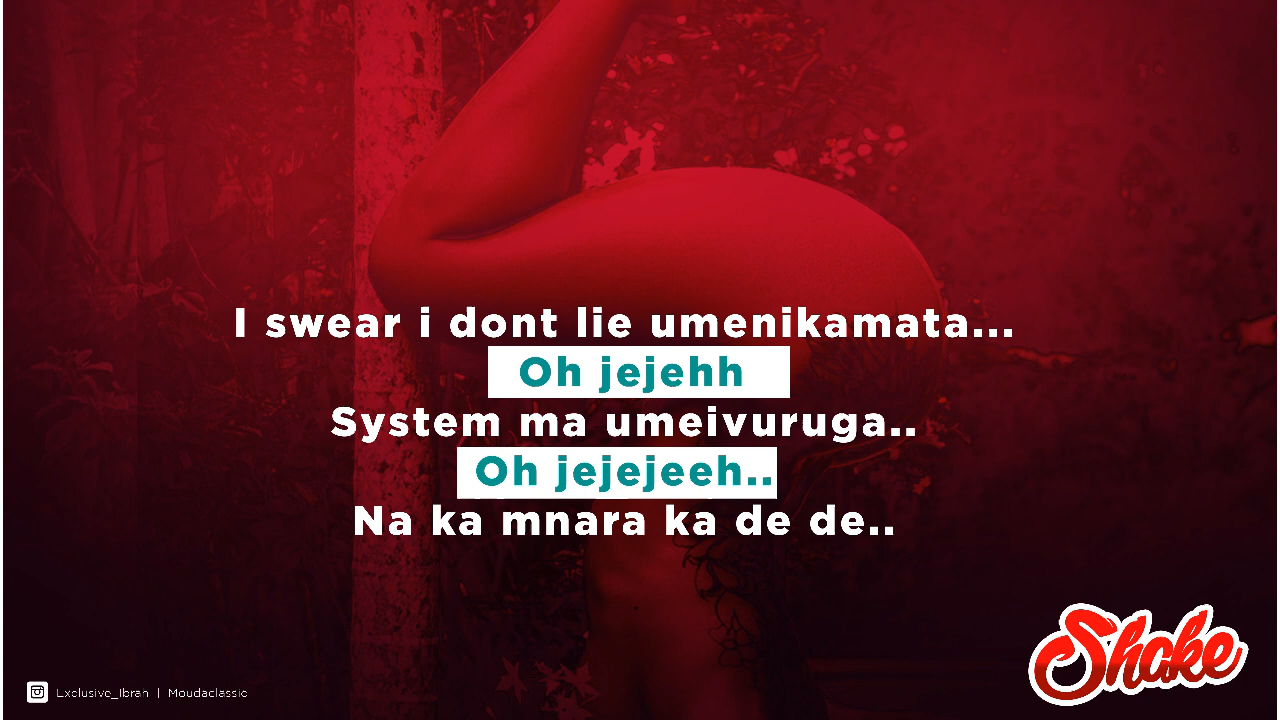 I swear i dont lie umenikamata...
Oh jejehh
System ma umeivuruga..
Oh jejejeeh..
Na ka mnara ka de de..
Shake
Exclusive_Ibrah | Moudaclassic